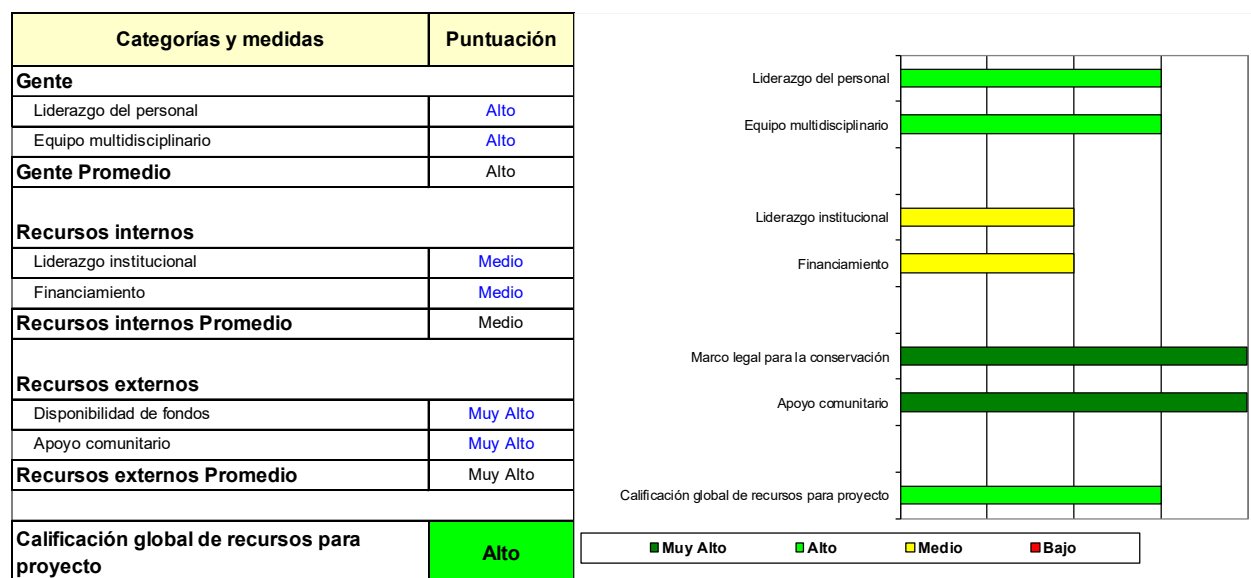 Categorías y medidas Puntuación
Gente
Liderazgo del personal Alto
Equipo multidisciplinario Alto
Gente Promedio Alto
Recursos internos
Liderazgo institucional Medio
Financiamiento Medio
Recursos internos Promedio Medio
Recursos externos
Disponibilidad de fondos Muy Alto
Apoyo comunitario Muy Alto
Recursos externos Promedio Muy Alto
Calificación global de recursos para
proyecto
Alto
Liderazgo del personal
Equipo multidisciplinario
Liderazgo institucional
Financiamiento
Marco legal para la conservación
Apoyo comunitario
Calificación global de recursos para proyecto
Muy Alto Alto Medio Bajo